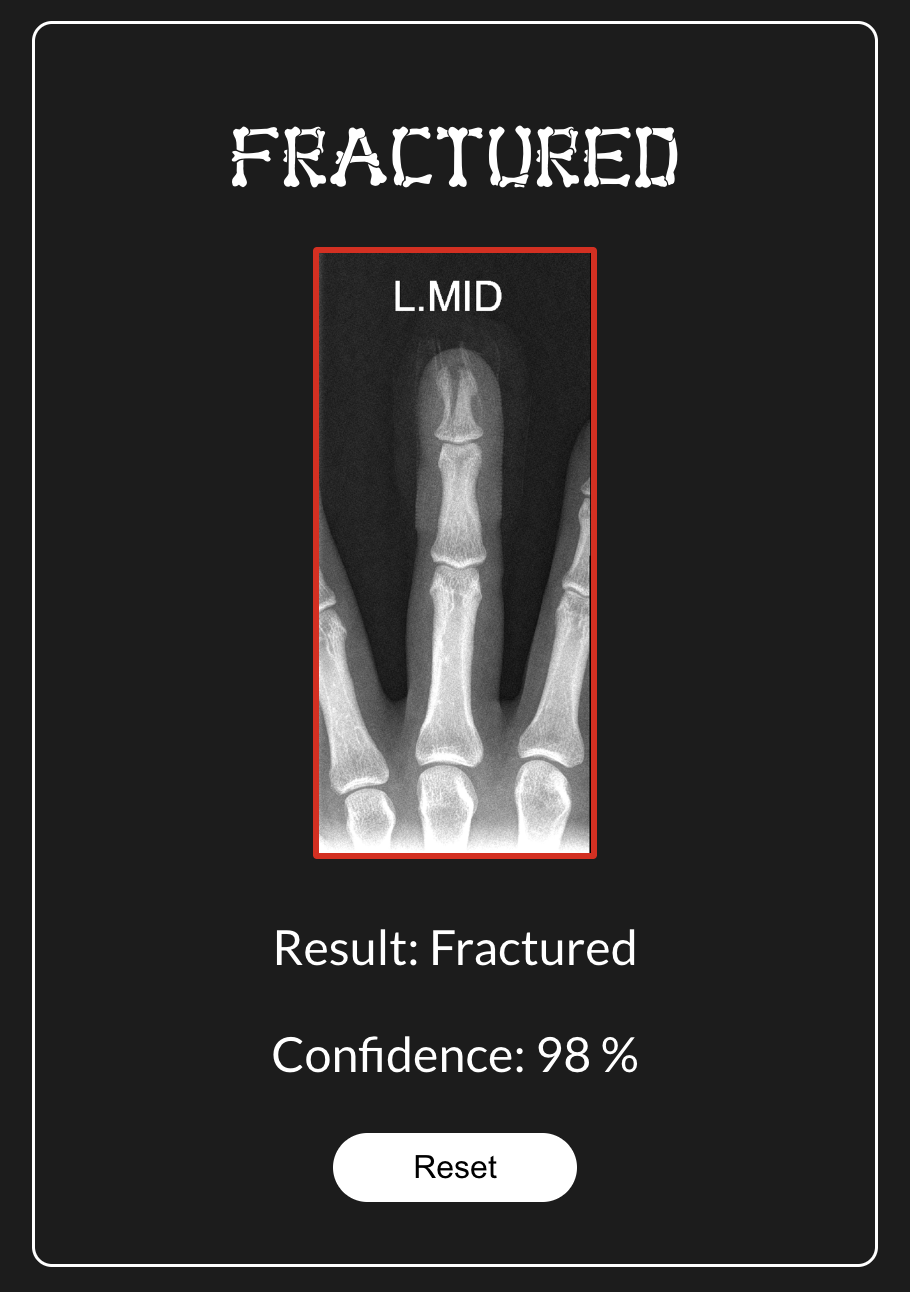 FRACTURED
L.MID
Result: Fractured
Confidence: 98 %
Reset